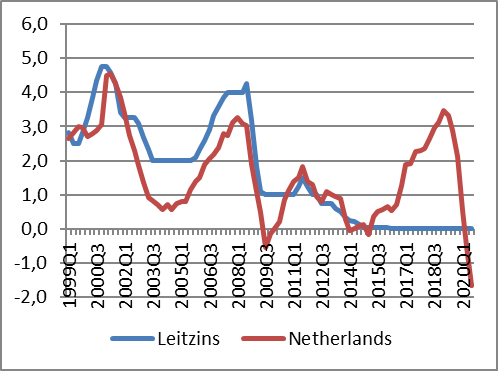 6,0
5,0
4,0
3,0
2,0
1,0
0,0
-1,0
-2,0
1999Q1
2000Q3
2002Q1
2003Q3
2005Q1
2006Q3
2008Q1
2009Q3
2011Q1
2012Q3
2014Q1
2015Q3
2017Q1
2018Q3
2020Q1
Leitzins
Netherlands